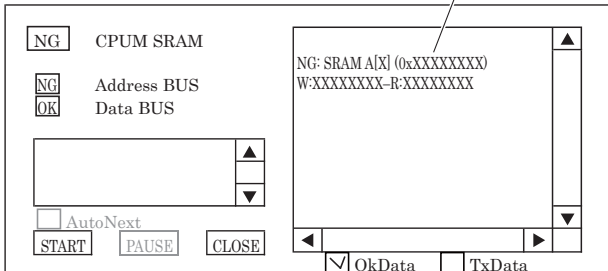 NG CPUM SRAM
NG Address BUS
OK Data BUS
AutoNext
START PAUSE CLOSE
NG: SRAM A[X] (0xXXXXXXXX)
W:XXXXXXXX–R:XXXXXXXX
OkData TxData